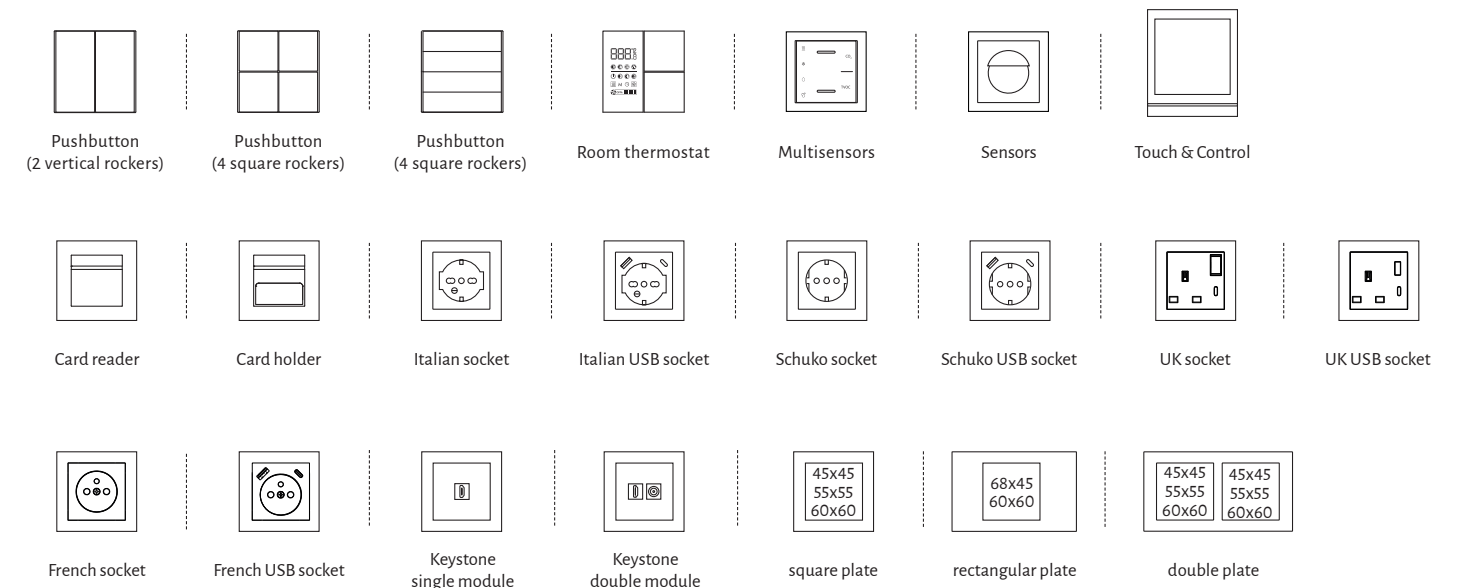 Pushbutton
(2 vertical rockers)
Pushbutton
(4 square rockers)
Pushbutton
(4 square rockers)
Room thermostat
CO₂
TVOC
Multisensors
Sensors
Touch & Control
Card reader
Card holder
Italian socket
Italian USB socket
Schuko socket
Schuko USB socket
UK socket
UK USB socket
French socket
French USB socket
Keystone
single module
Keystone
double module
45x45
55x55
60x60
square plate
68x45
60x60
rectangular plate
45x45
55x55
60x60
45x45
55x55
60x60
double plate